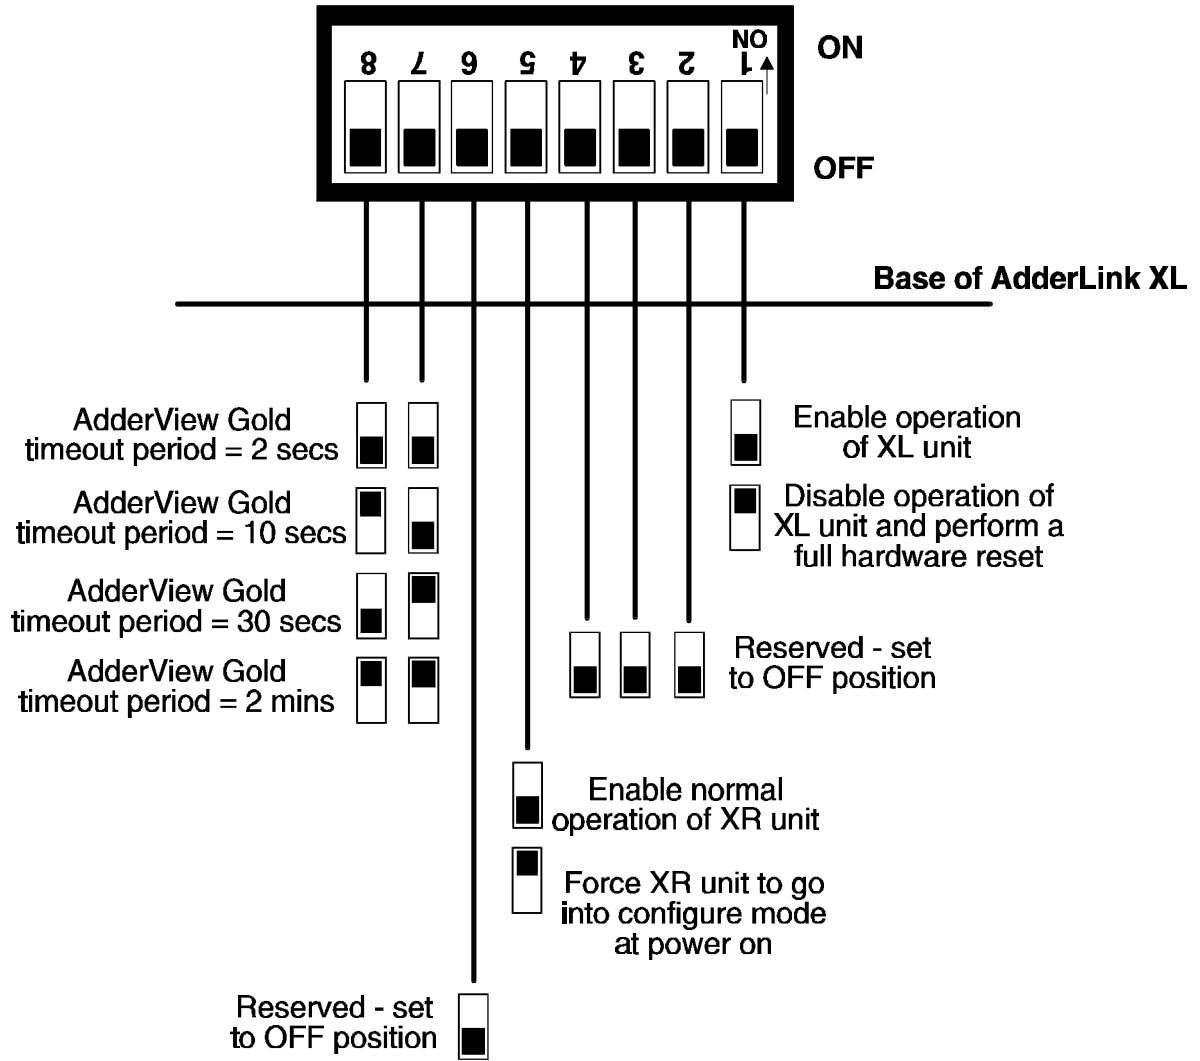 ON
8 7 6 5 4 3 2 1
ON
OFF
Base of AdderLink XL
AdderView Gold
timeout period = 2 secs
AdderView Gold
timeout period = 10 secs
AdderView Gold
timeout period = 30 secs
AdderView Gold
timeout period = 2 mins
Enable operation
of XL unit
Disable operation of
XL unit and perform a
full hardware reset
Reserved - set
to OFF position
Enable normal
operation of XR unit
Force XR unit to go
into configure mode
at power on
Reserved - set
to OFF position